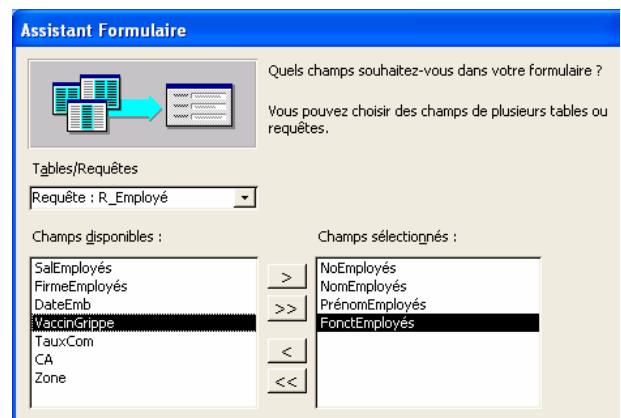 Assistant Formulaire
Quels champs souhaitez-vous dans votre formulaire ?
Vous pouvez choisir des champs de plusieurs tables ou
requêtes.
Tables/Requêtes
Requête : R_Employé
Champs disponibles :
Champs sélectionnés :
SalEmployés
FirmeEmployés
DateEmb
VaccinGrippe
TauxCom
CA
Zone
>
>>
<
<<
NoEmployés
NomEmployés
PrénomEmployés
FonctEmployés